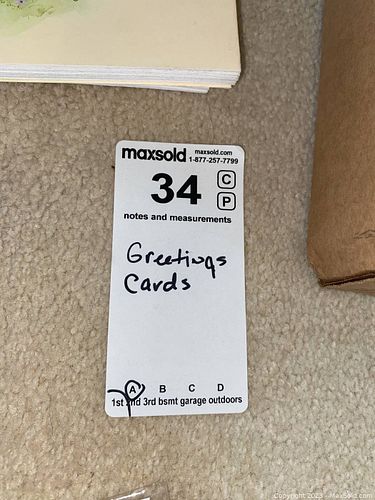 maxsold maxsold.com
1-877-257-7799
34 C
P
notes and measurements
Greetings
Cards
A B C D
1st 2nd 3rd bsmt garage outdoors
Copyright 2023 - MaxSold.com